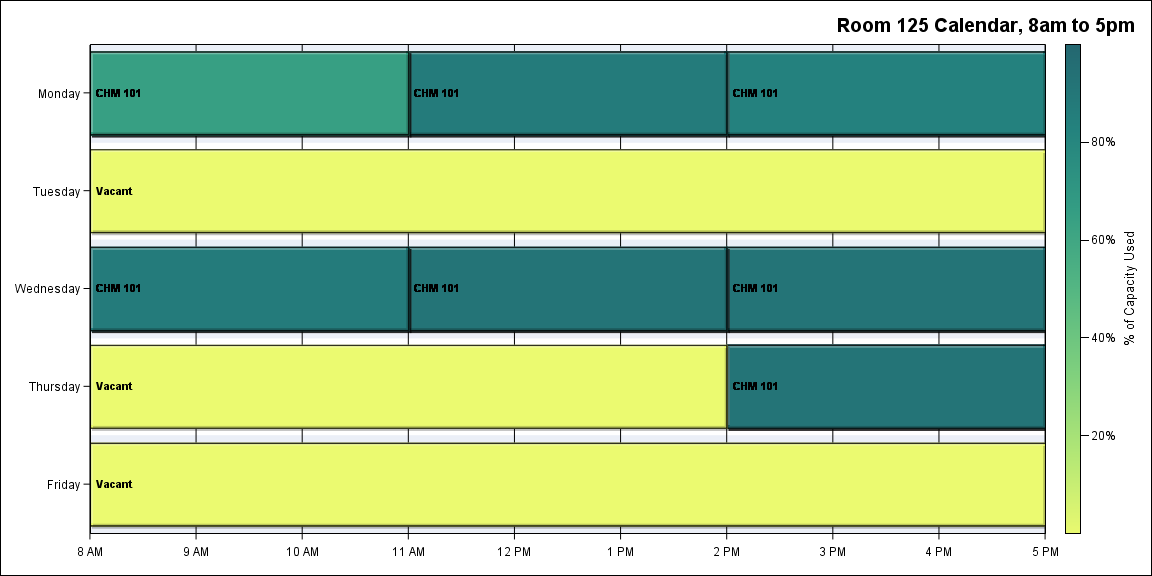 Room 125 Calendar, 8am to 5pm
Monday CHM 101 CHM 101 CHM 101
80%
Tuesday Vacant
60%
Wednesday CHM 101 CHM 101 CHM 101
% of Capacity Used
40%
Thursday Vacant CHM 101
20%
Friday Vacant
8 AM 9 AM 10 AM 11 AM 12 PM 1 PM 2 PM 3 PM 4 PM 5 PM